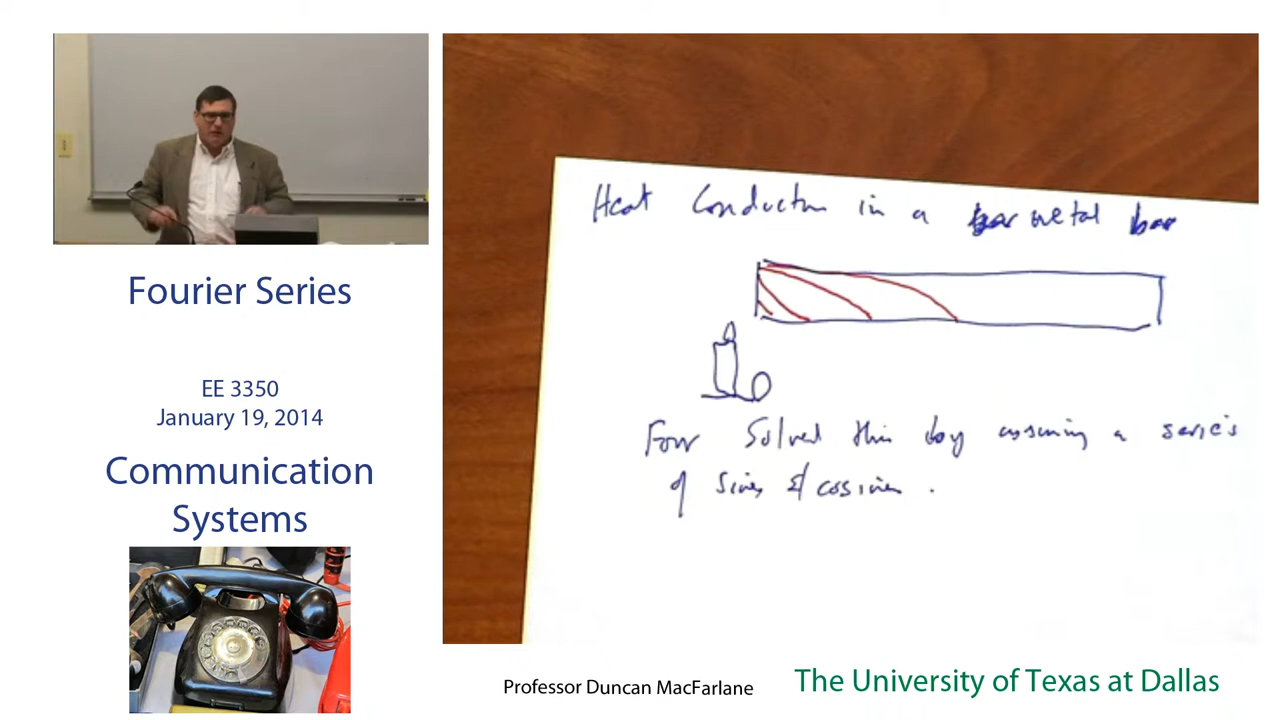 Fourier Series
EE 3350
January 19, 2014
Communication
Systems
Heat Conduction in a bar metal bar
Four Solved this by assuming a series
of Sines & cosines.
Professor Duncan MacFarlane
The University of Texas at Dallas